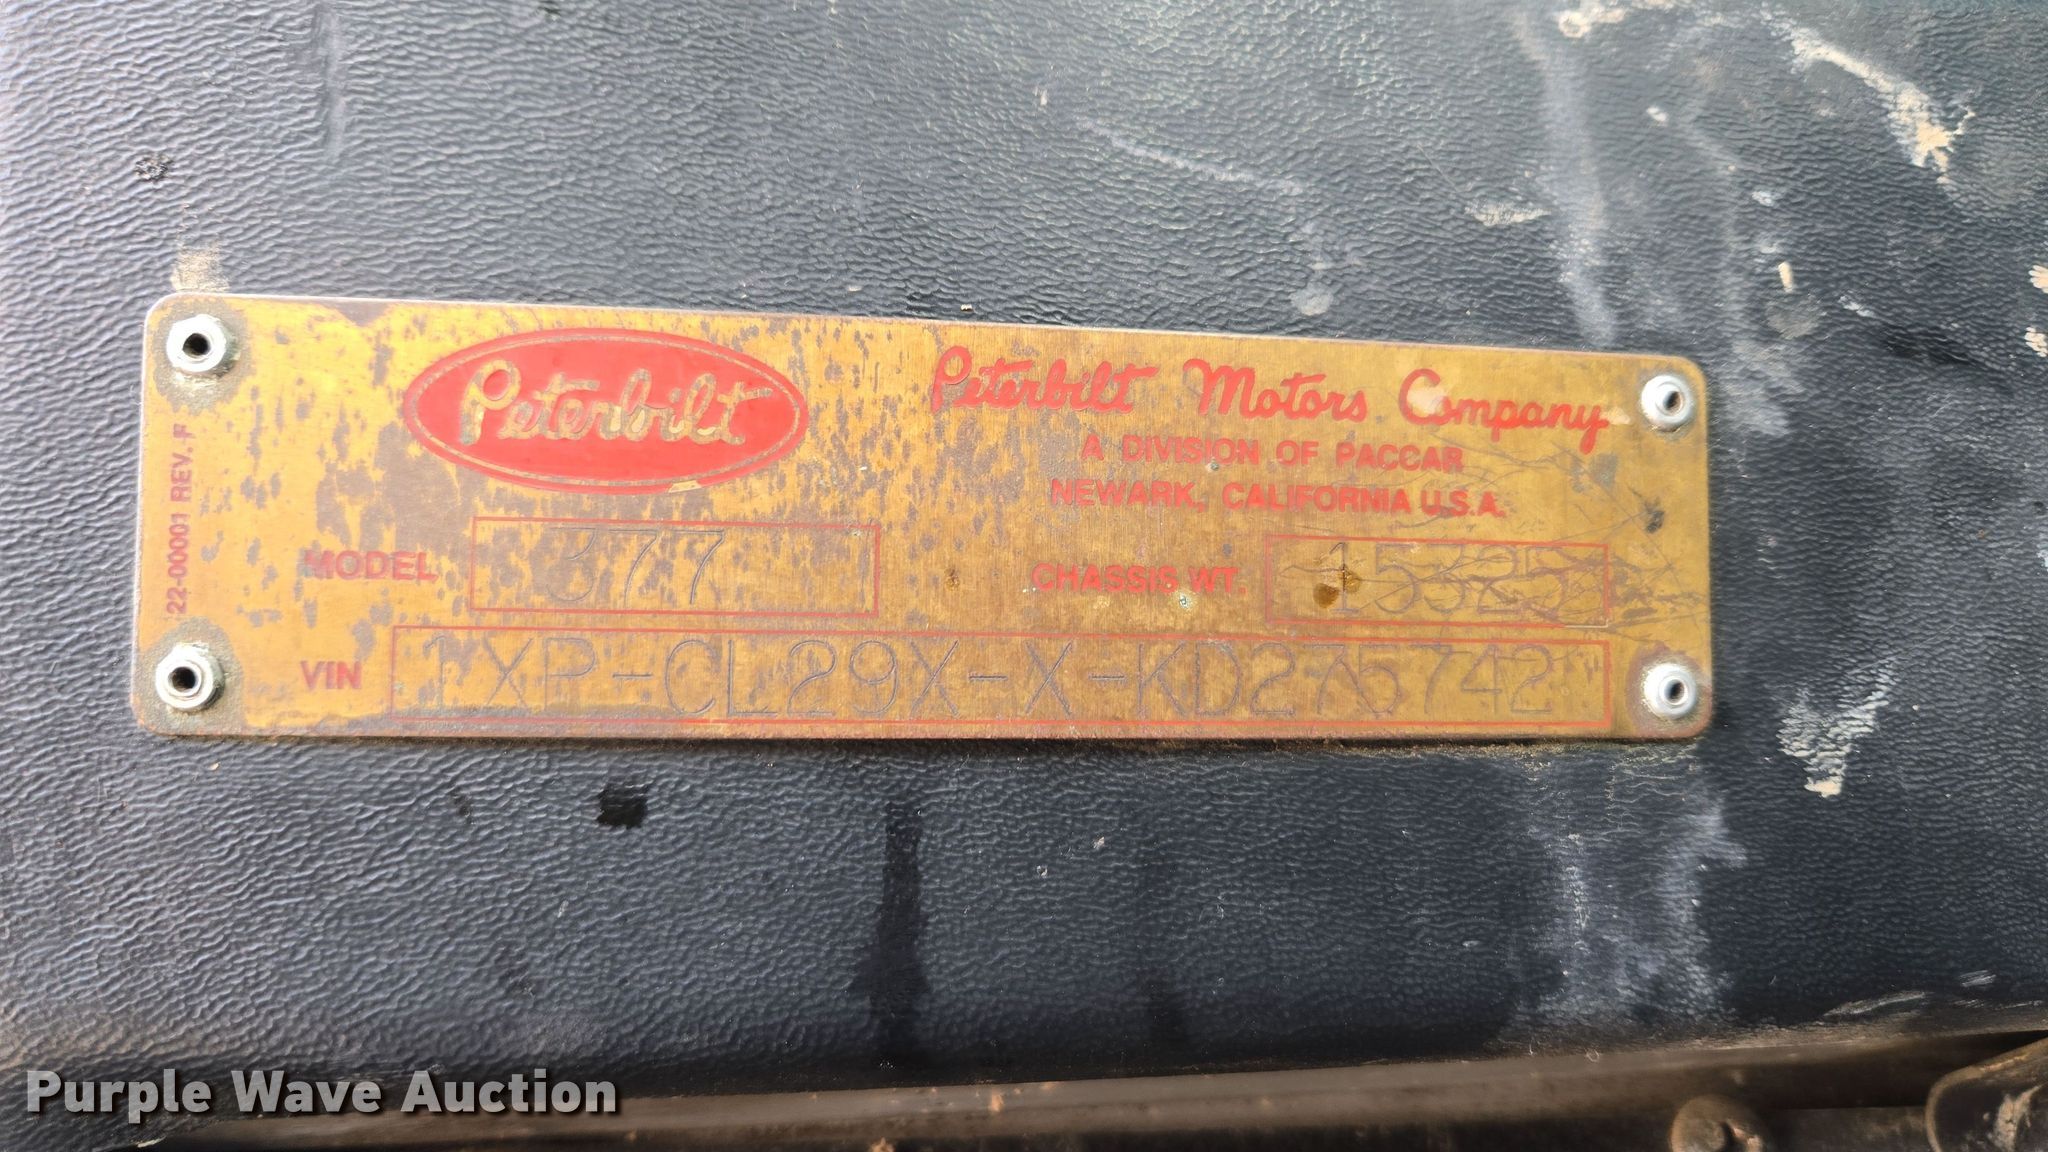 Peterbilt
Peterbilt Motors Company
A DIVISION OF PACCAR
NEWARK, CALIFORNIA U.S.A.
22-00001 REV. F
MODEL 377
CHASSIS WT. 15325
VIN 1XP-CL29X-X-KD275742
Purple Wave Auction